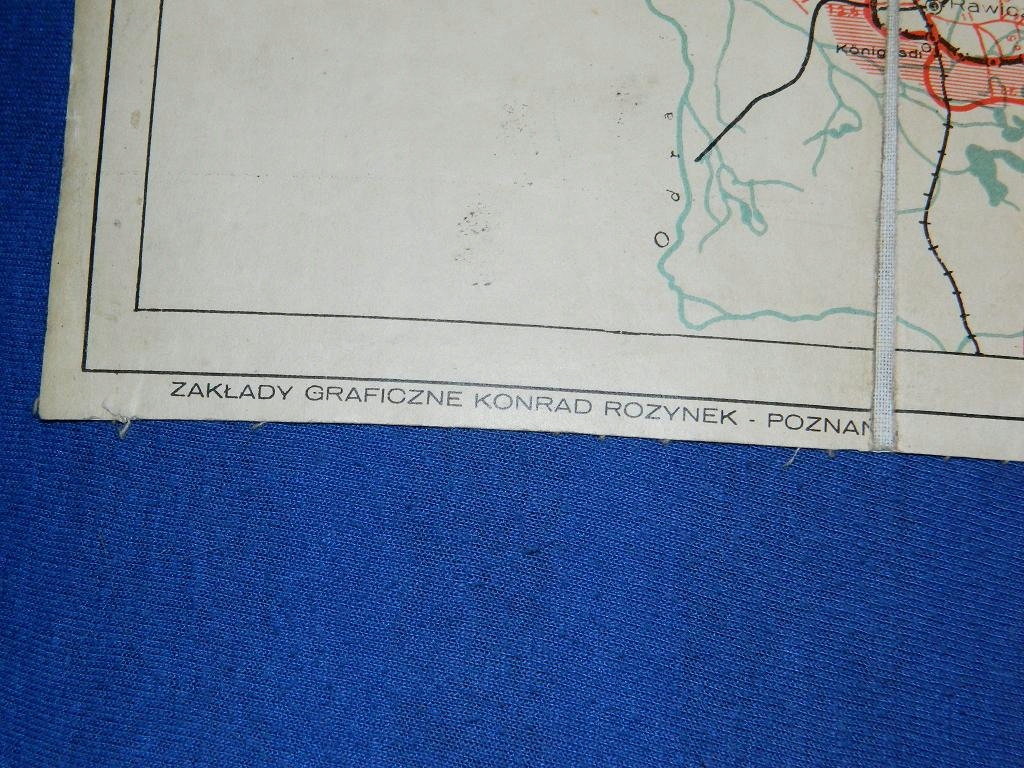 Rawicz
Odra
ZAKŁADY GRAFICZNE KONRAD ROZYNEK - POZNAŃ